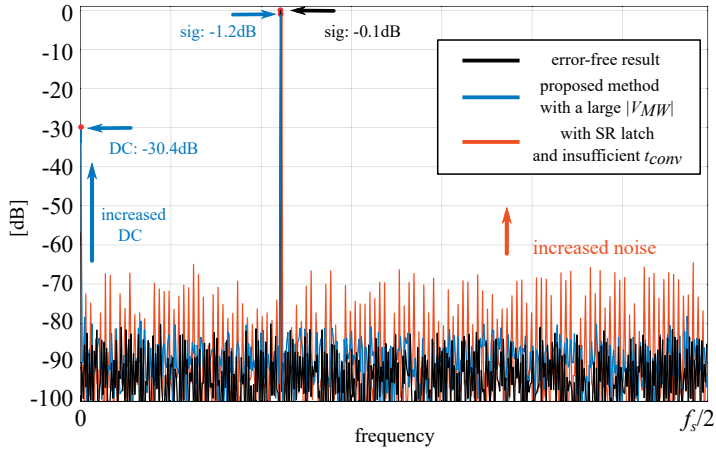 0
-10
-20
-30
-40
-50
-60
-70
-80
-90
-100
[dB]
sig: -1.2dB
sig: -0.1dB
error-free result
proposed method
with a large |V_MW|
with SR latch
and insufficient t_conv
DC: -30.4dB
increased
DC
increased noise
0
frequency
f_s/2